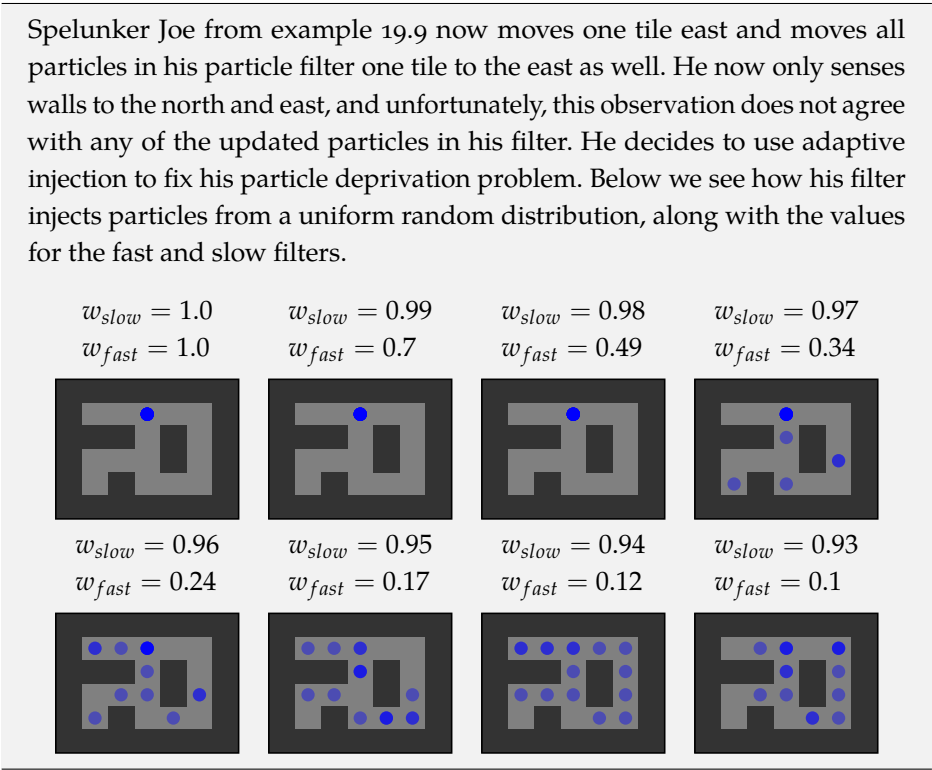 Spelunker Joe from example 19.9 now moves one tile east and moves all
particles in his particle filter one tile to the east as well. He now only senses
walls to the north and east, and unfortunately, this observation does not agree
with any of the updated particles in his filter. He decides to use adaptive
injection to fix his particle deprivation problem. Below we see how his filter
injects particles from a uniform random distribution, along with the values
for the fast and slow filters.
w_slow = 1.0 w_slow = 0.99 w_slow = 0.98 w_slow = 0.97
w_fast = 1.0 w_fast = 0.7 w_fast = 0.49 w_fast = 0.34
w_slow = 0.96 w_slow = 0.95 w_slow = 0.94 w_slow = 0.93
w_fast = 0.24 w_fast = 0.17 w_fast = 0.12 w_fast = 0.1